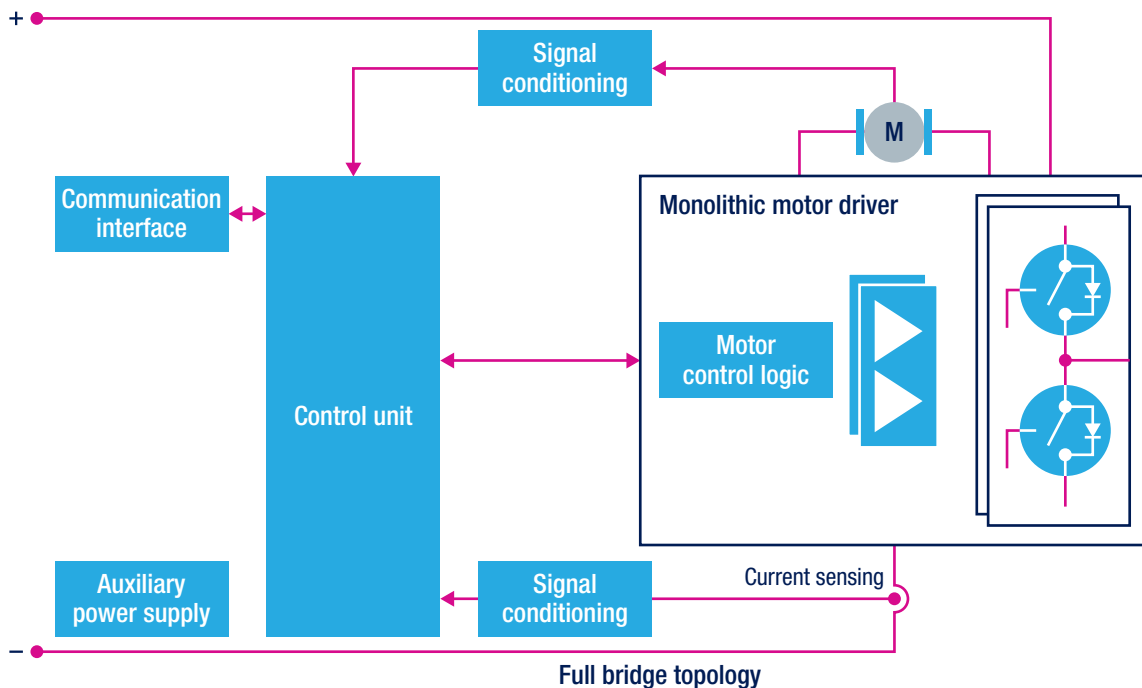 +
Signal
conditioning
M
Communication
interface
Monolithic motor driver
Motor
control logic
Control unit
Auxiliary
power supply
Signal
conditioning
Current sensing
−
Full bridge topology